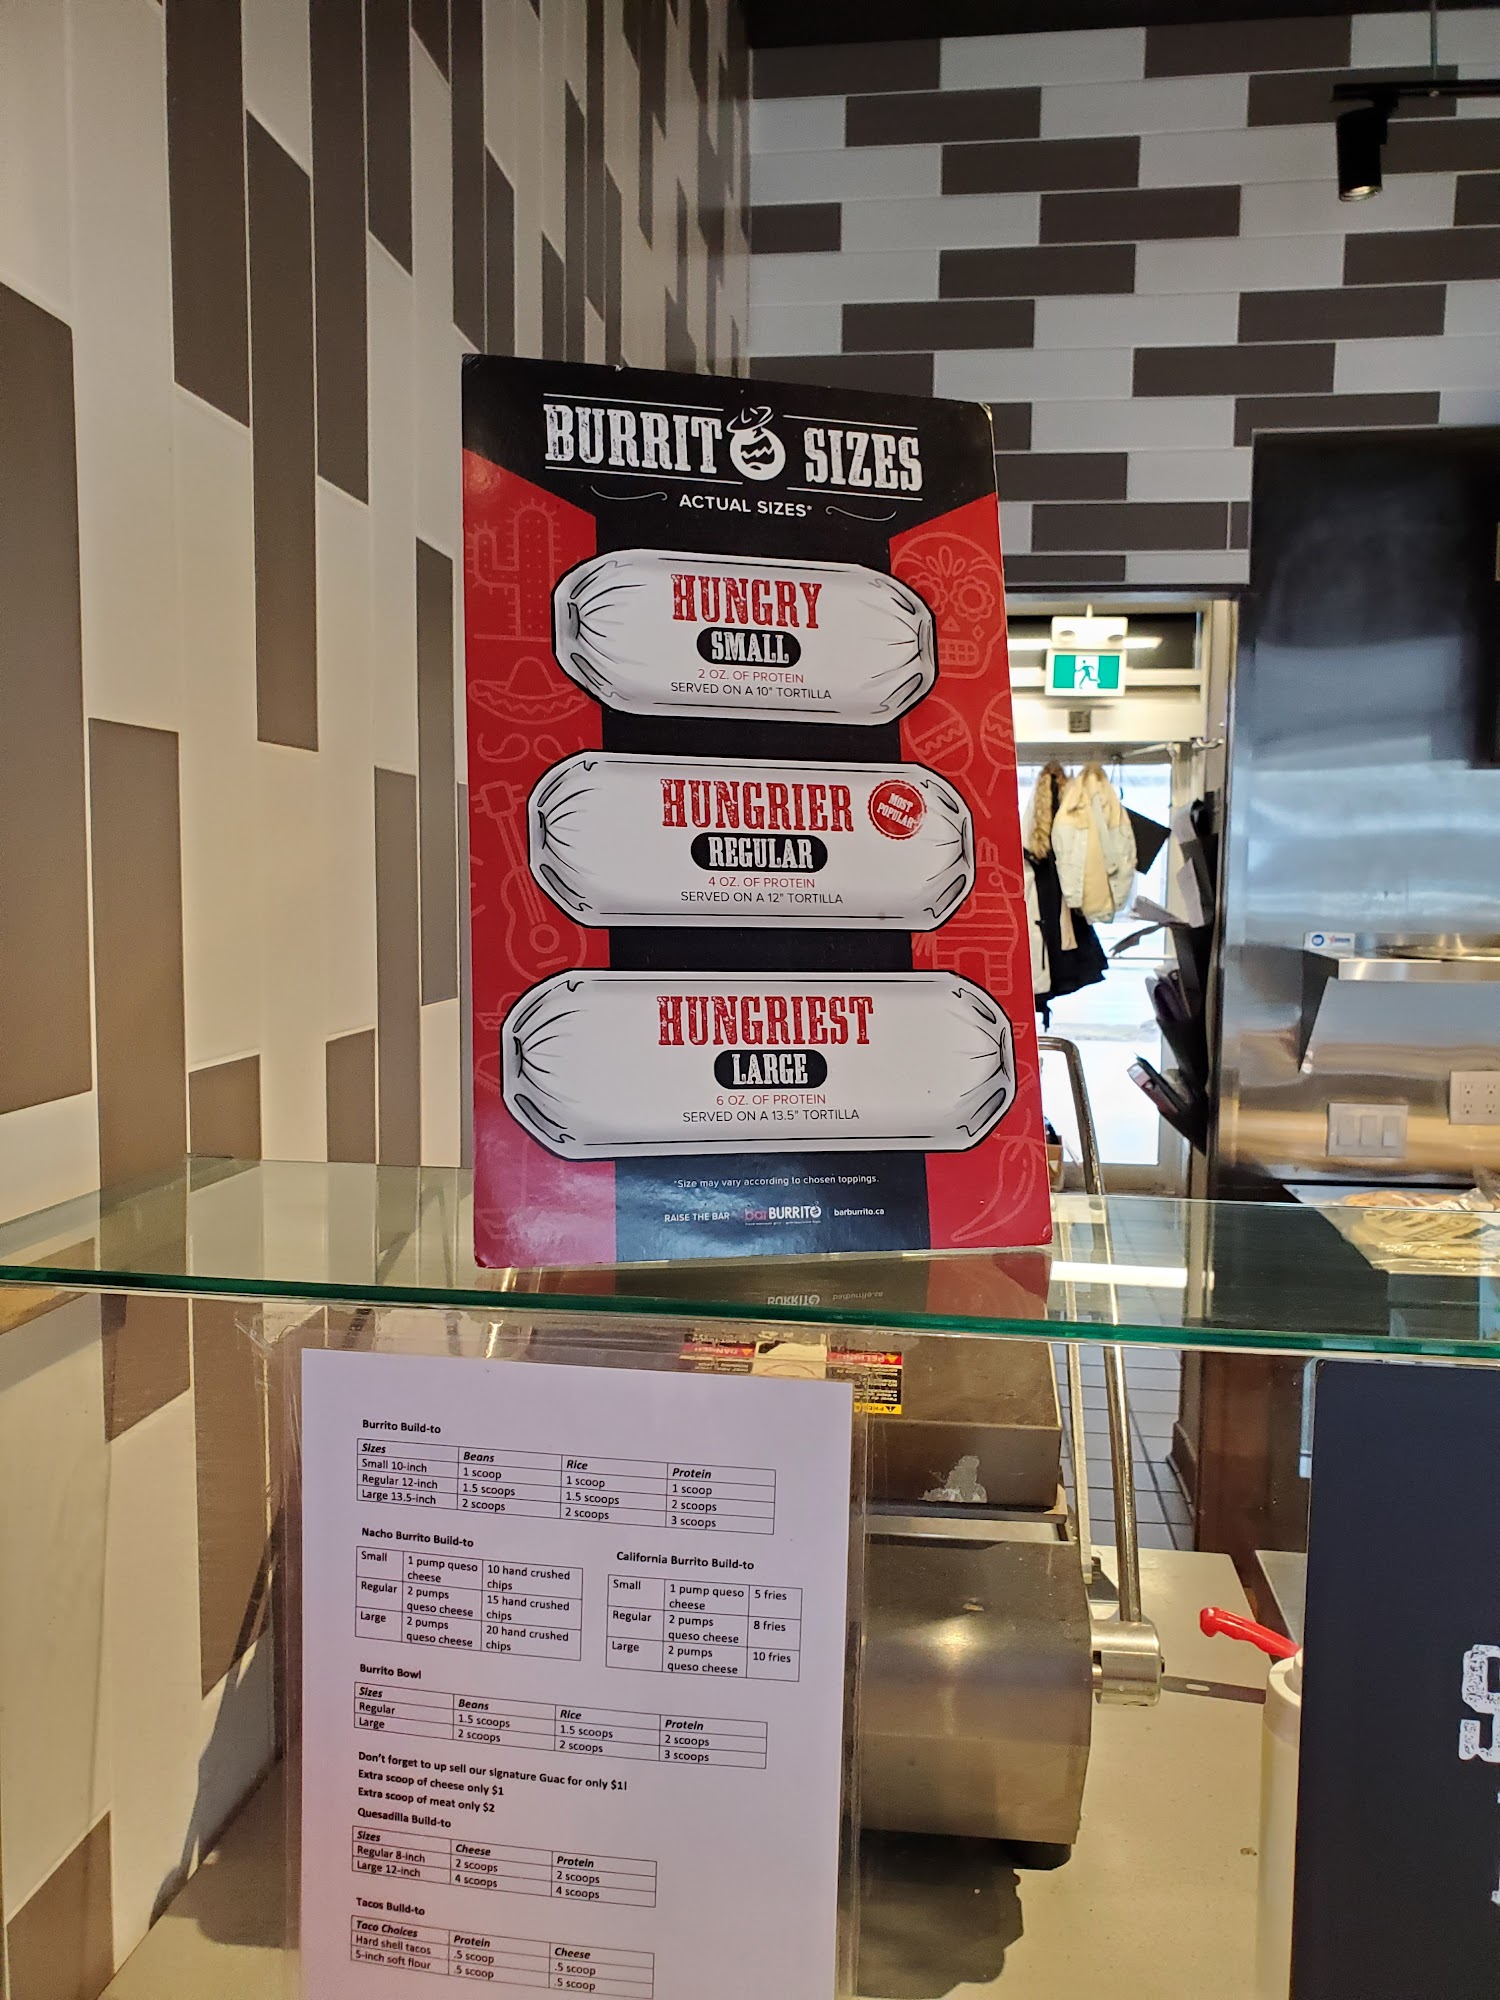 BURRITO SIZES
ACTUAL SIZES*
HUNGRY
SMALL
2 OZ. OF PROTEIN
SERVED ON A 10" TORTILLA
HUNGRIER
MOST
POPULAR
REGULAR
4 OZ. OF PROTEIN
SERVED ON A 12" TORTILLA
HUNGRIEST
LARGE
6 OZ. OF PROTEIN
SERVED ON A 13.5" TORTILLA
*Size may vary according to chosen toppings.
RAISE THE BAR barBURRITO barburrito.ca
Burrito Build-to
Sizes Beans Rice Protein
Small 10-inch 1 scoop 1 scoop 1 scoop
Regular 12-inch 1.5 scoops 1.5 scoops 2 scoops
Large 13.5-inch 2 scoops 2 scoops 3 scoops
Nacho Burrito Build-to
Small 1 pump queso 10 hand crushed
cheese chips
Regular 2 pumps 15 hand crushed
queso cheese chips
Large 2 pumps 20 hand crushed
queso cheese chips
California Burrito Build-to
Small 1 pump queso 5 fries
cheese
Regular 2 pumps 8 fries
queso cheese
Large 2 pumps 10 fries
queso cheese
Burrito Bowl
Sizes Beans Rice Protein
Regular 1.5 scoops 1.5 scoops 2 scoops
Large 2 scoops 2 scoops 3 scoops
Don't forget to up sell our signature Guac for only $1!
Extra scoop of cheese only $1
Extra scoop of meat only $2
Quesadilla Build-to
Sizes Cheese Protein
Regular 8-inch 2 scoops 2 scoops
Large 12-inch 4 scoops 4 scoops
Tacos Build-to
Taco Choices Protein Cheese
Hard shell tacos .5 scoop .5 scoop
5-inch soft flour .5 scoop .5 scoop